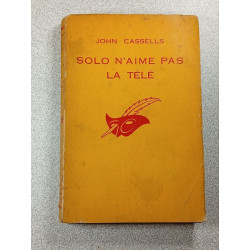 JOHN CASSELLS
SOLO N'AIME PAS
LA TÉLÉ